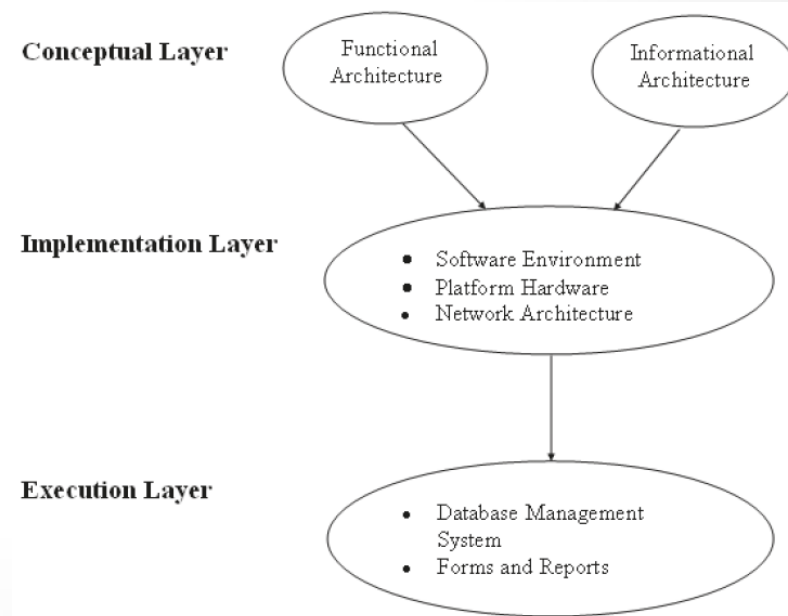 Conceptual Layer
Functional
Architecture
Informational
Architecture
Implementation Layer
• Software Environment
• Platform Hardware
• Network Architecture
Execution Layer
• Database Management
System
• Forms and Reports